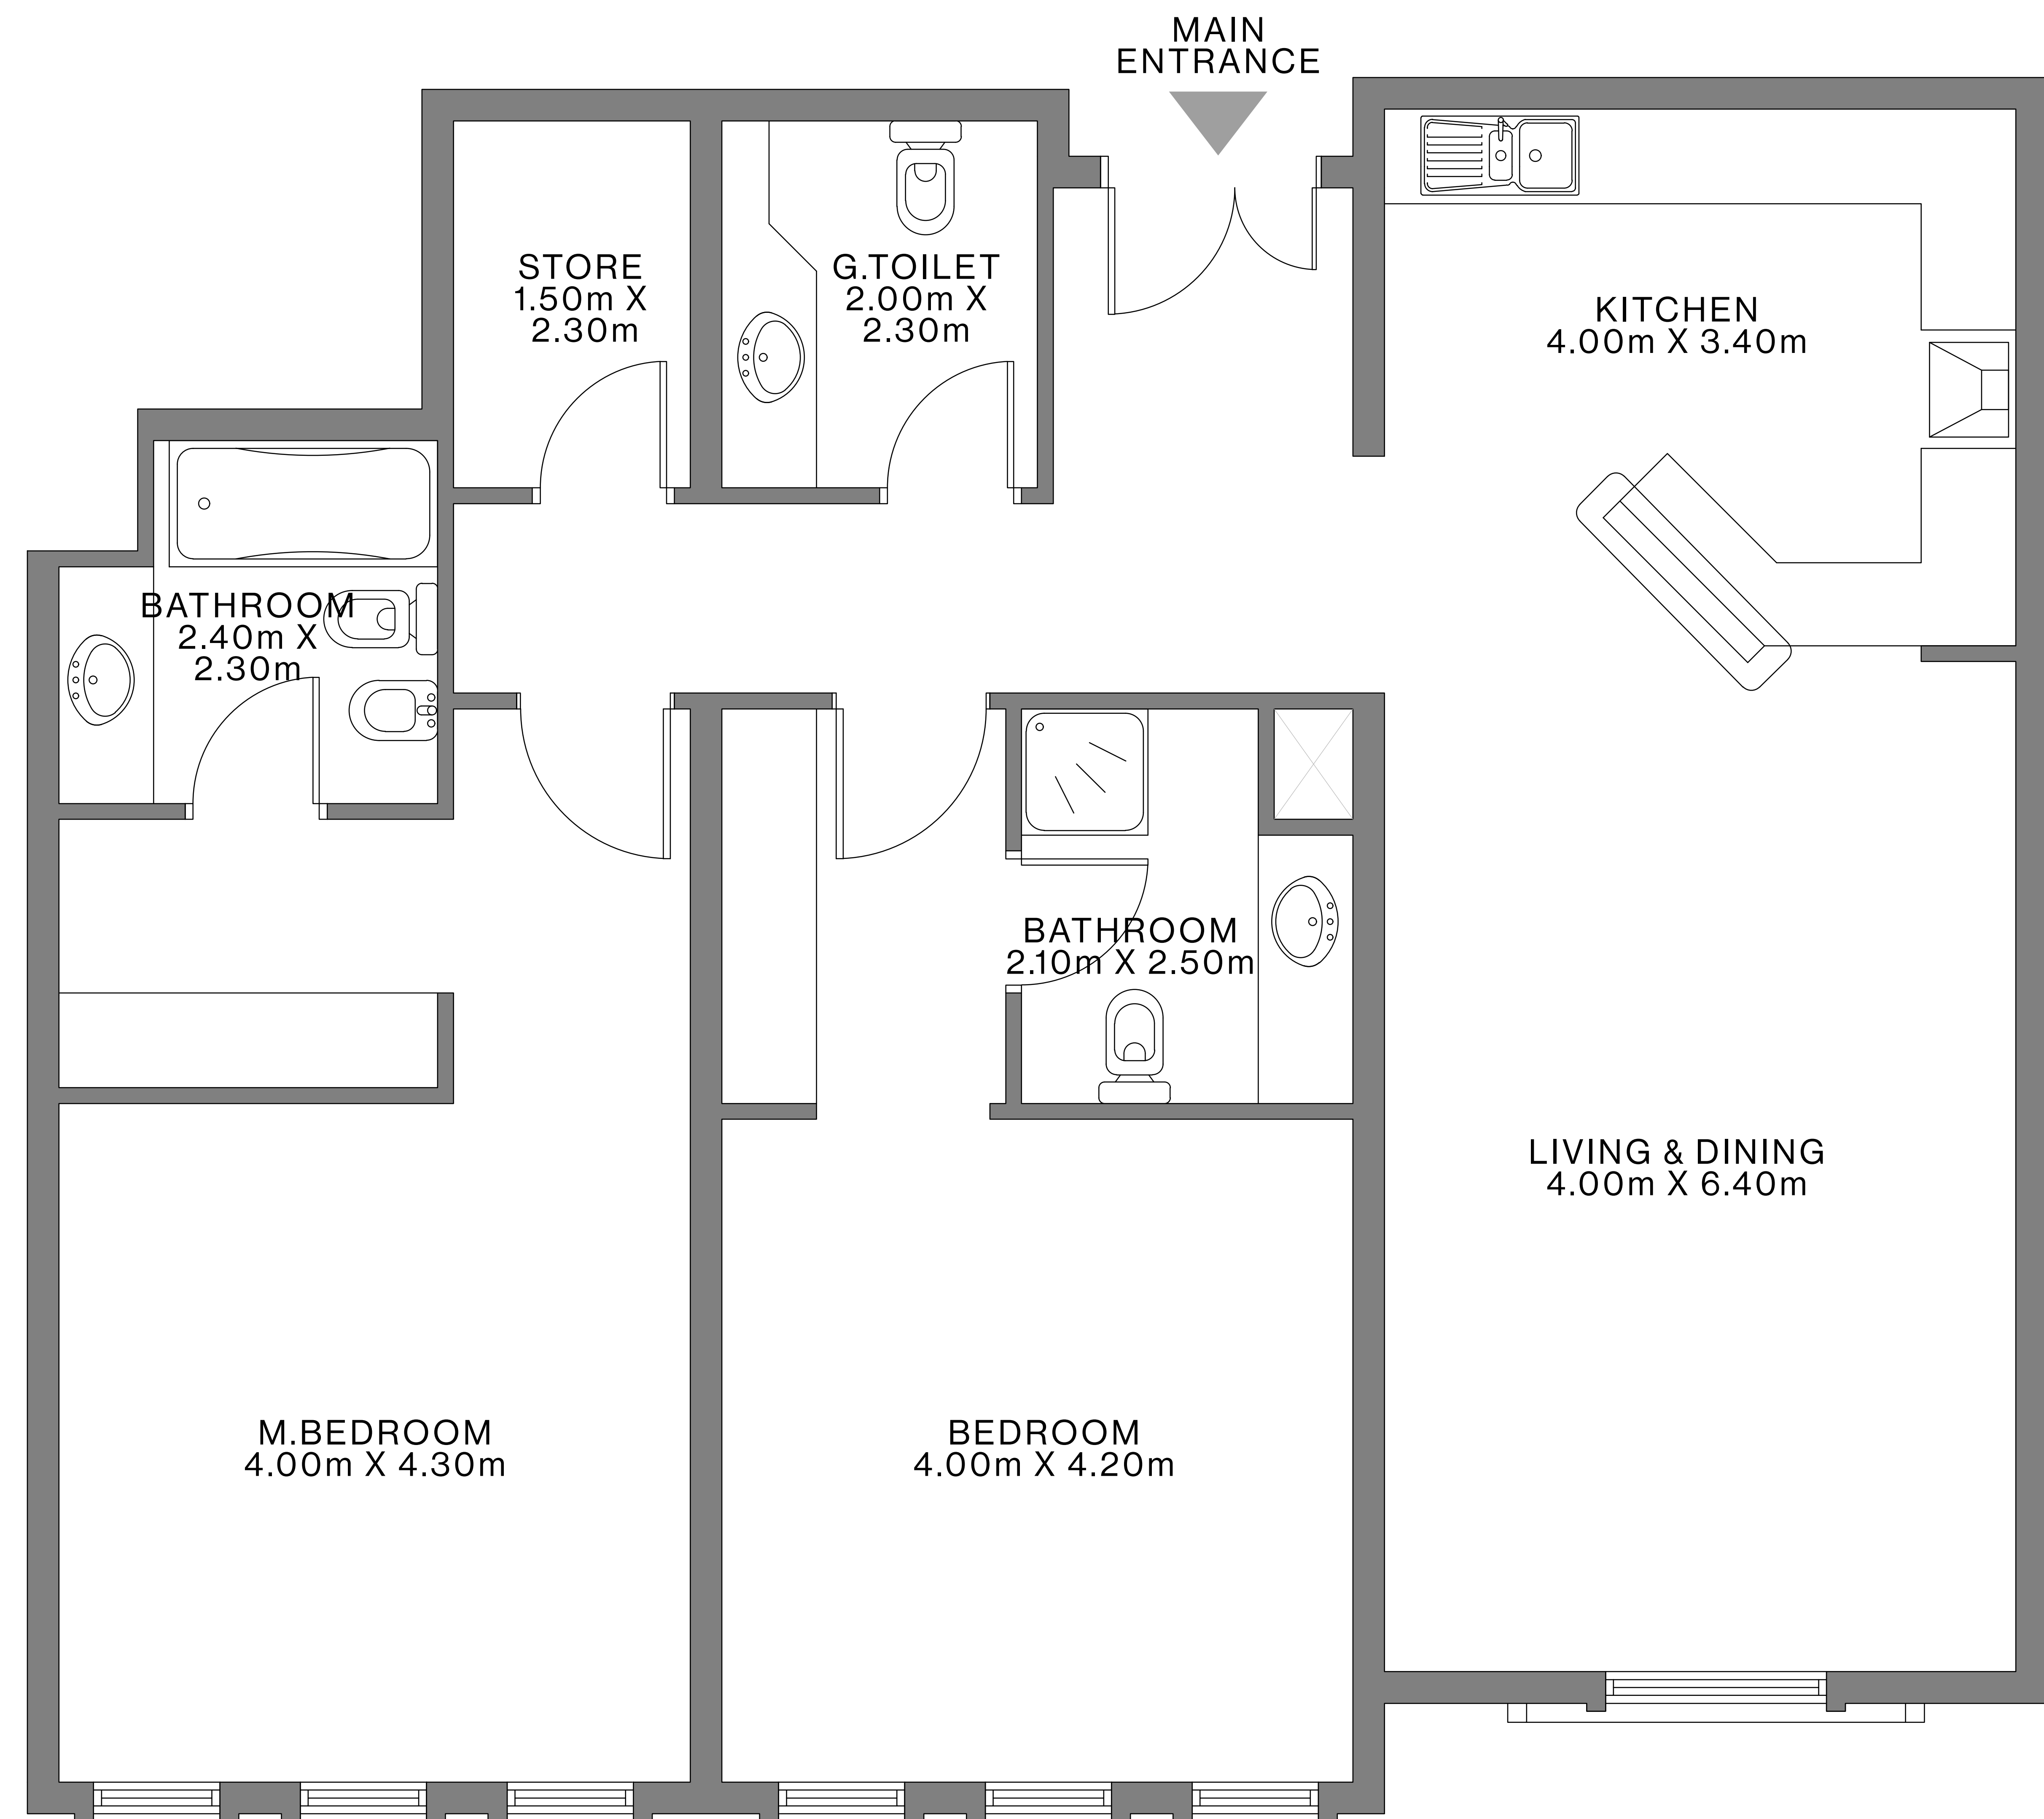 MAIN
ENTRANCE
STORE
1.50m X
2.30m
G.TOILET
2.00m X
2.30m
KITCHEN
4.00m X 3.40m
BATHROOM
2.40m X
2.30m
BATHROOM
2.10m X 2.50m
LIVING & DINING
4.00m X 6.40m
M.BEDROOM
4.00m X 4.30m
BEDROOM
4.00m X 4.20m